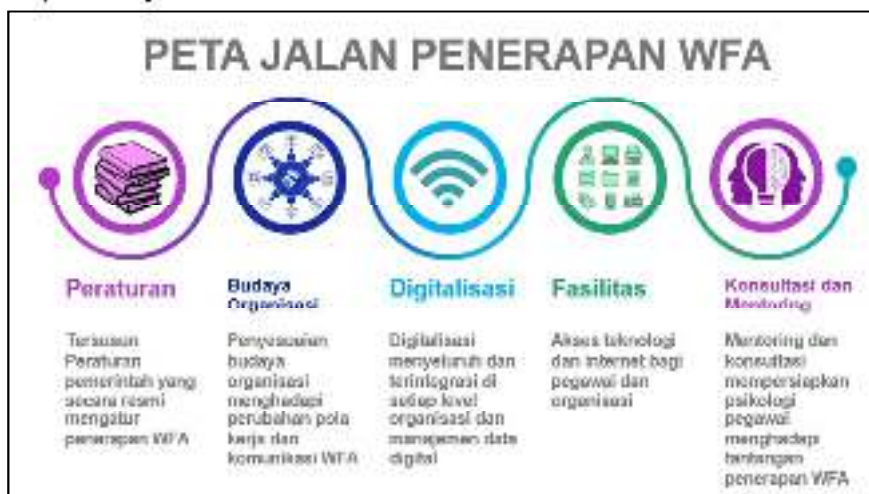 PETA JALAN PENERAPAN WFA
Peraturan
Tersusun
Peraturan
pemerintah yang
secara resmi
mengatur
penerapan WFA
Budaya
Organisasi
Penyesuaian
budaya
organisasi
menghadapi
perubahan pola
kerja dan
komunikasi WFA
Digitalisasi
Digitalisasi
menyeluruh dan
terintegrasi di
setiap level
organisasi dan
manajemen data
digital
Fasilitas
Akses teknologi
dan internet bagi
pegawai dan
organisasi
Konsultasi dan
Mentoring
Mentoring dan
konsultasi
mempersiapkan
psikologi
pegawai
menghadapi
tantangan
penerapan WFA